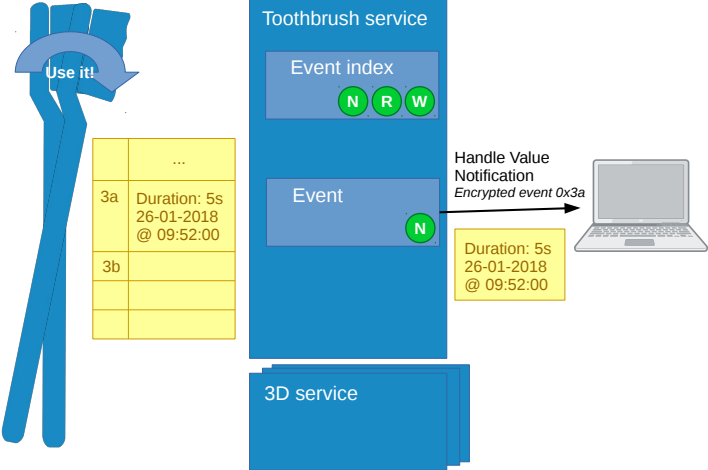 Toothbrush service
Use it!
Event index
N R W
...
3a
Duration: 5s
26-01-2018
@ 09:52:00
3b
Event
N
Handle Value
Notification
Encrypted event 0x3a
Duration: 5s
26-01-2018
@ 09:52:00
3D service